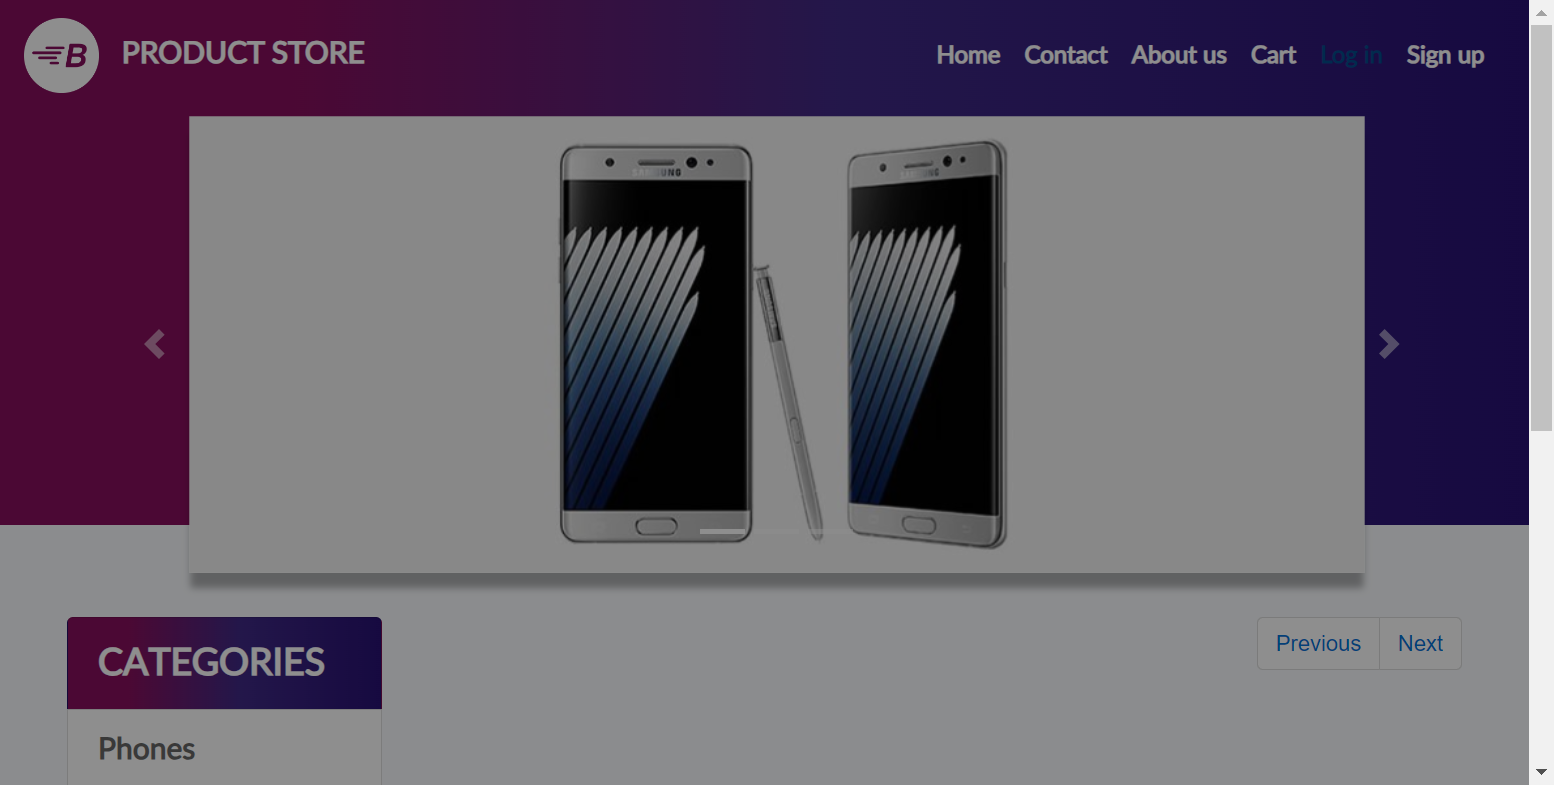 B PRODUCT STORE Home Contact About us Cart Log in Sign up
SAMSUNG SAMSUNG
CATEGORIES
Previous Next
Phones